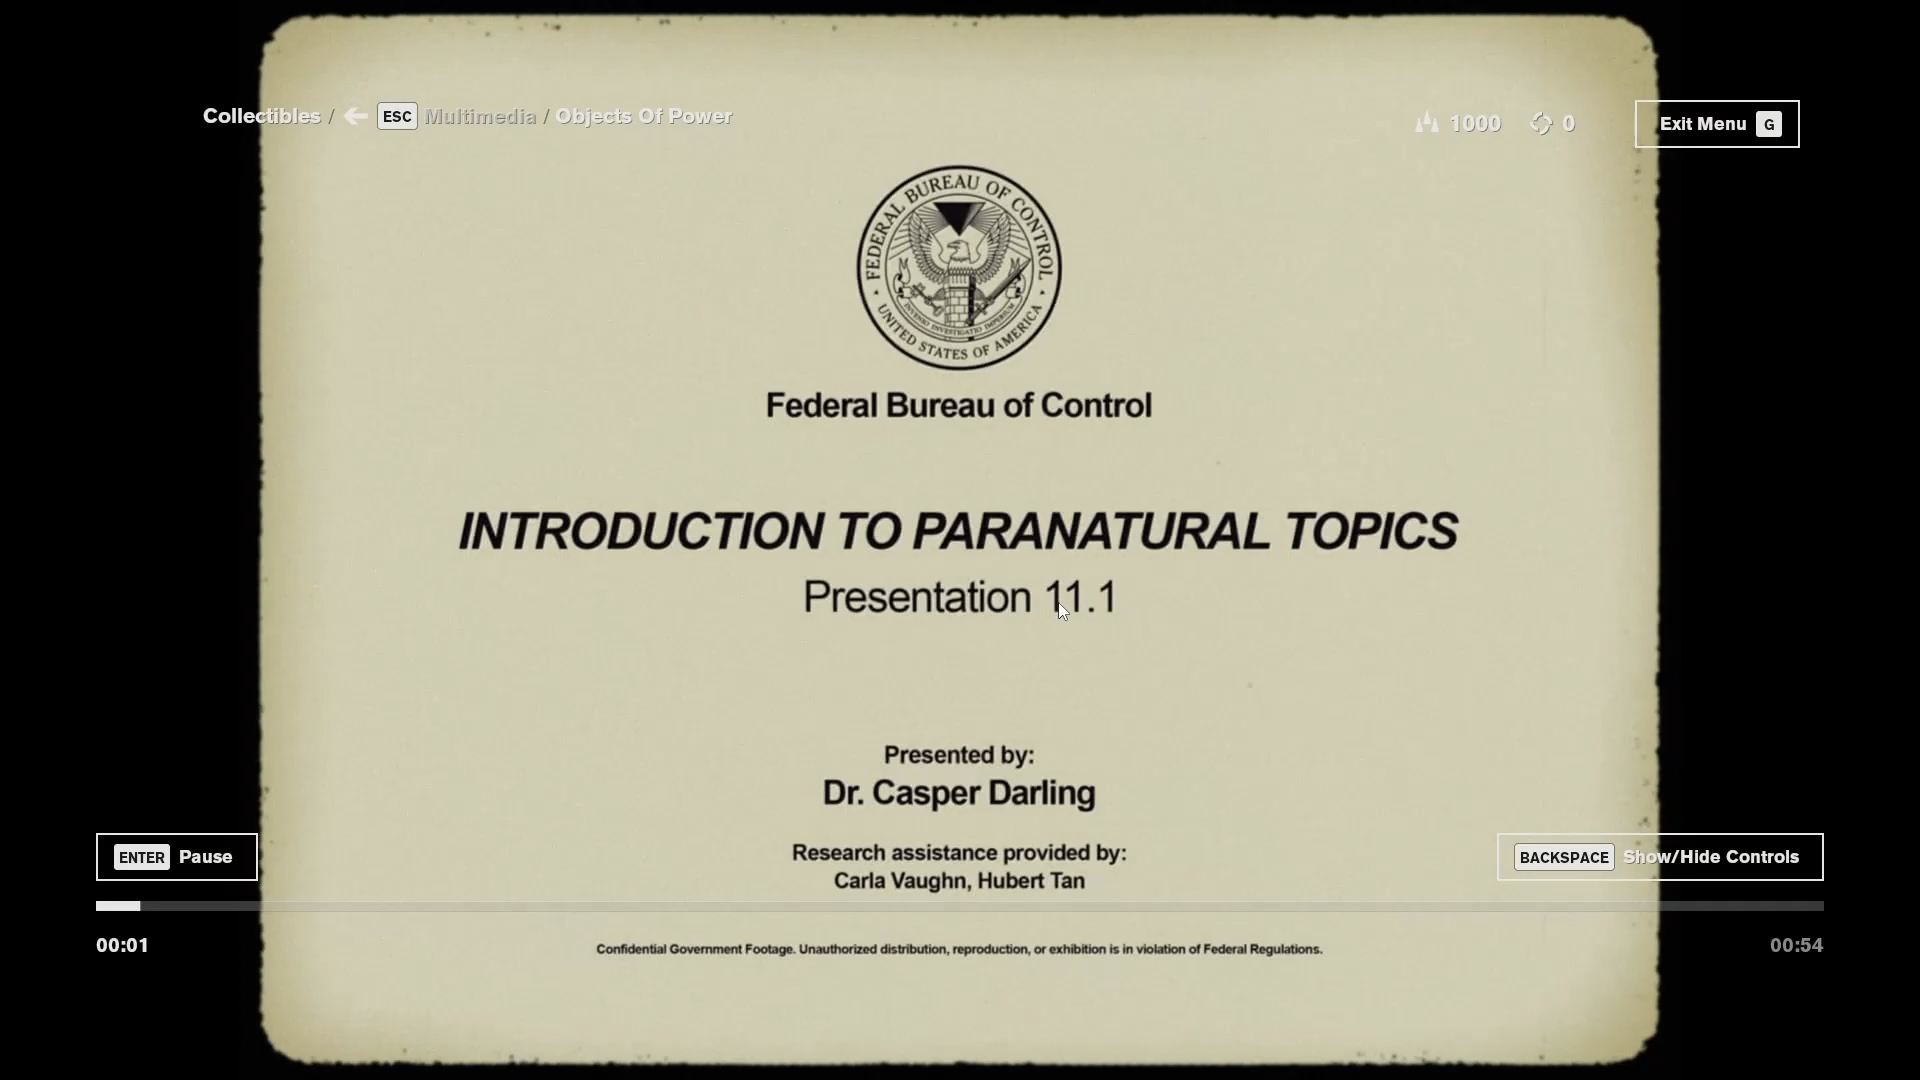 Collectibles / ESC Multimedia / Objects Of Power
1000
0
Exit Menu G
FEDERAL BUREAU OF CONTROL
INVENIO INVESTIGATIO IMPERIUM
UNITED STATES OF AMERICA
Federal Bureau of Control
INTRODUCTION TO PARANATURAL TOPICS
Presentation 11.1
Presented by:
Dr. Casper Darling
Research assistance provided by:
Carla Vaughn, Hubert Tan
ENTER Pause
BACKSPACE Show/Hide Controls
00:01
00:54
Confidential Government Footage. Unauthorized distribution, reproduction, or exhibition is in violation of Federal Regulations.